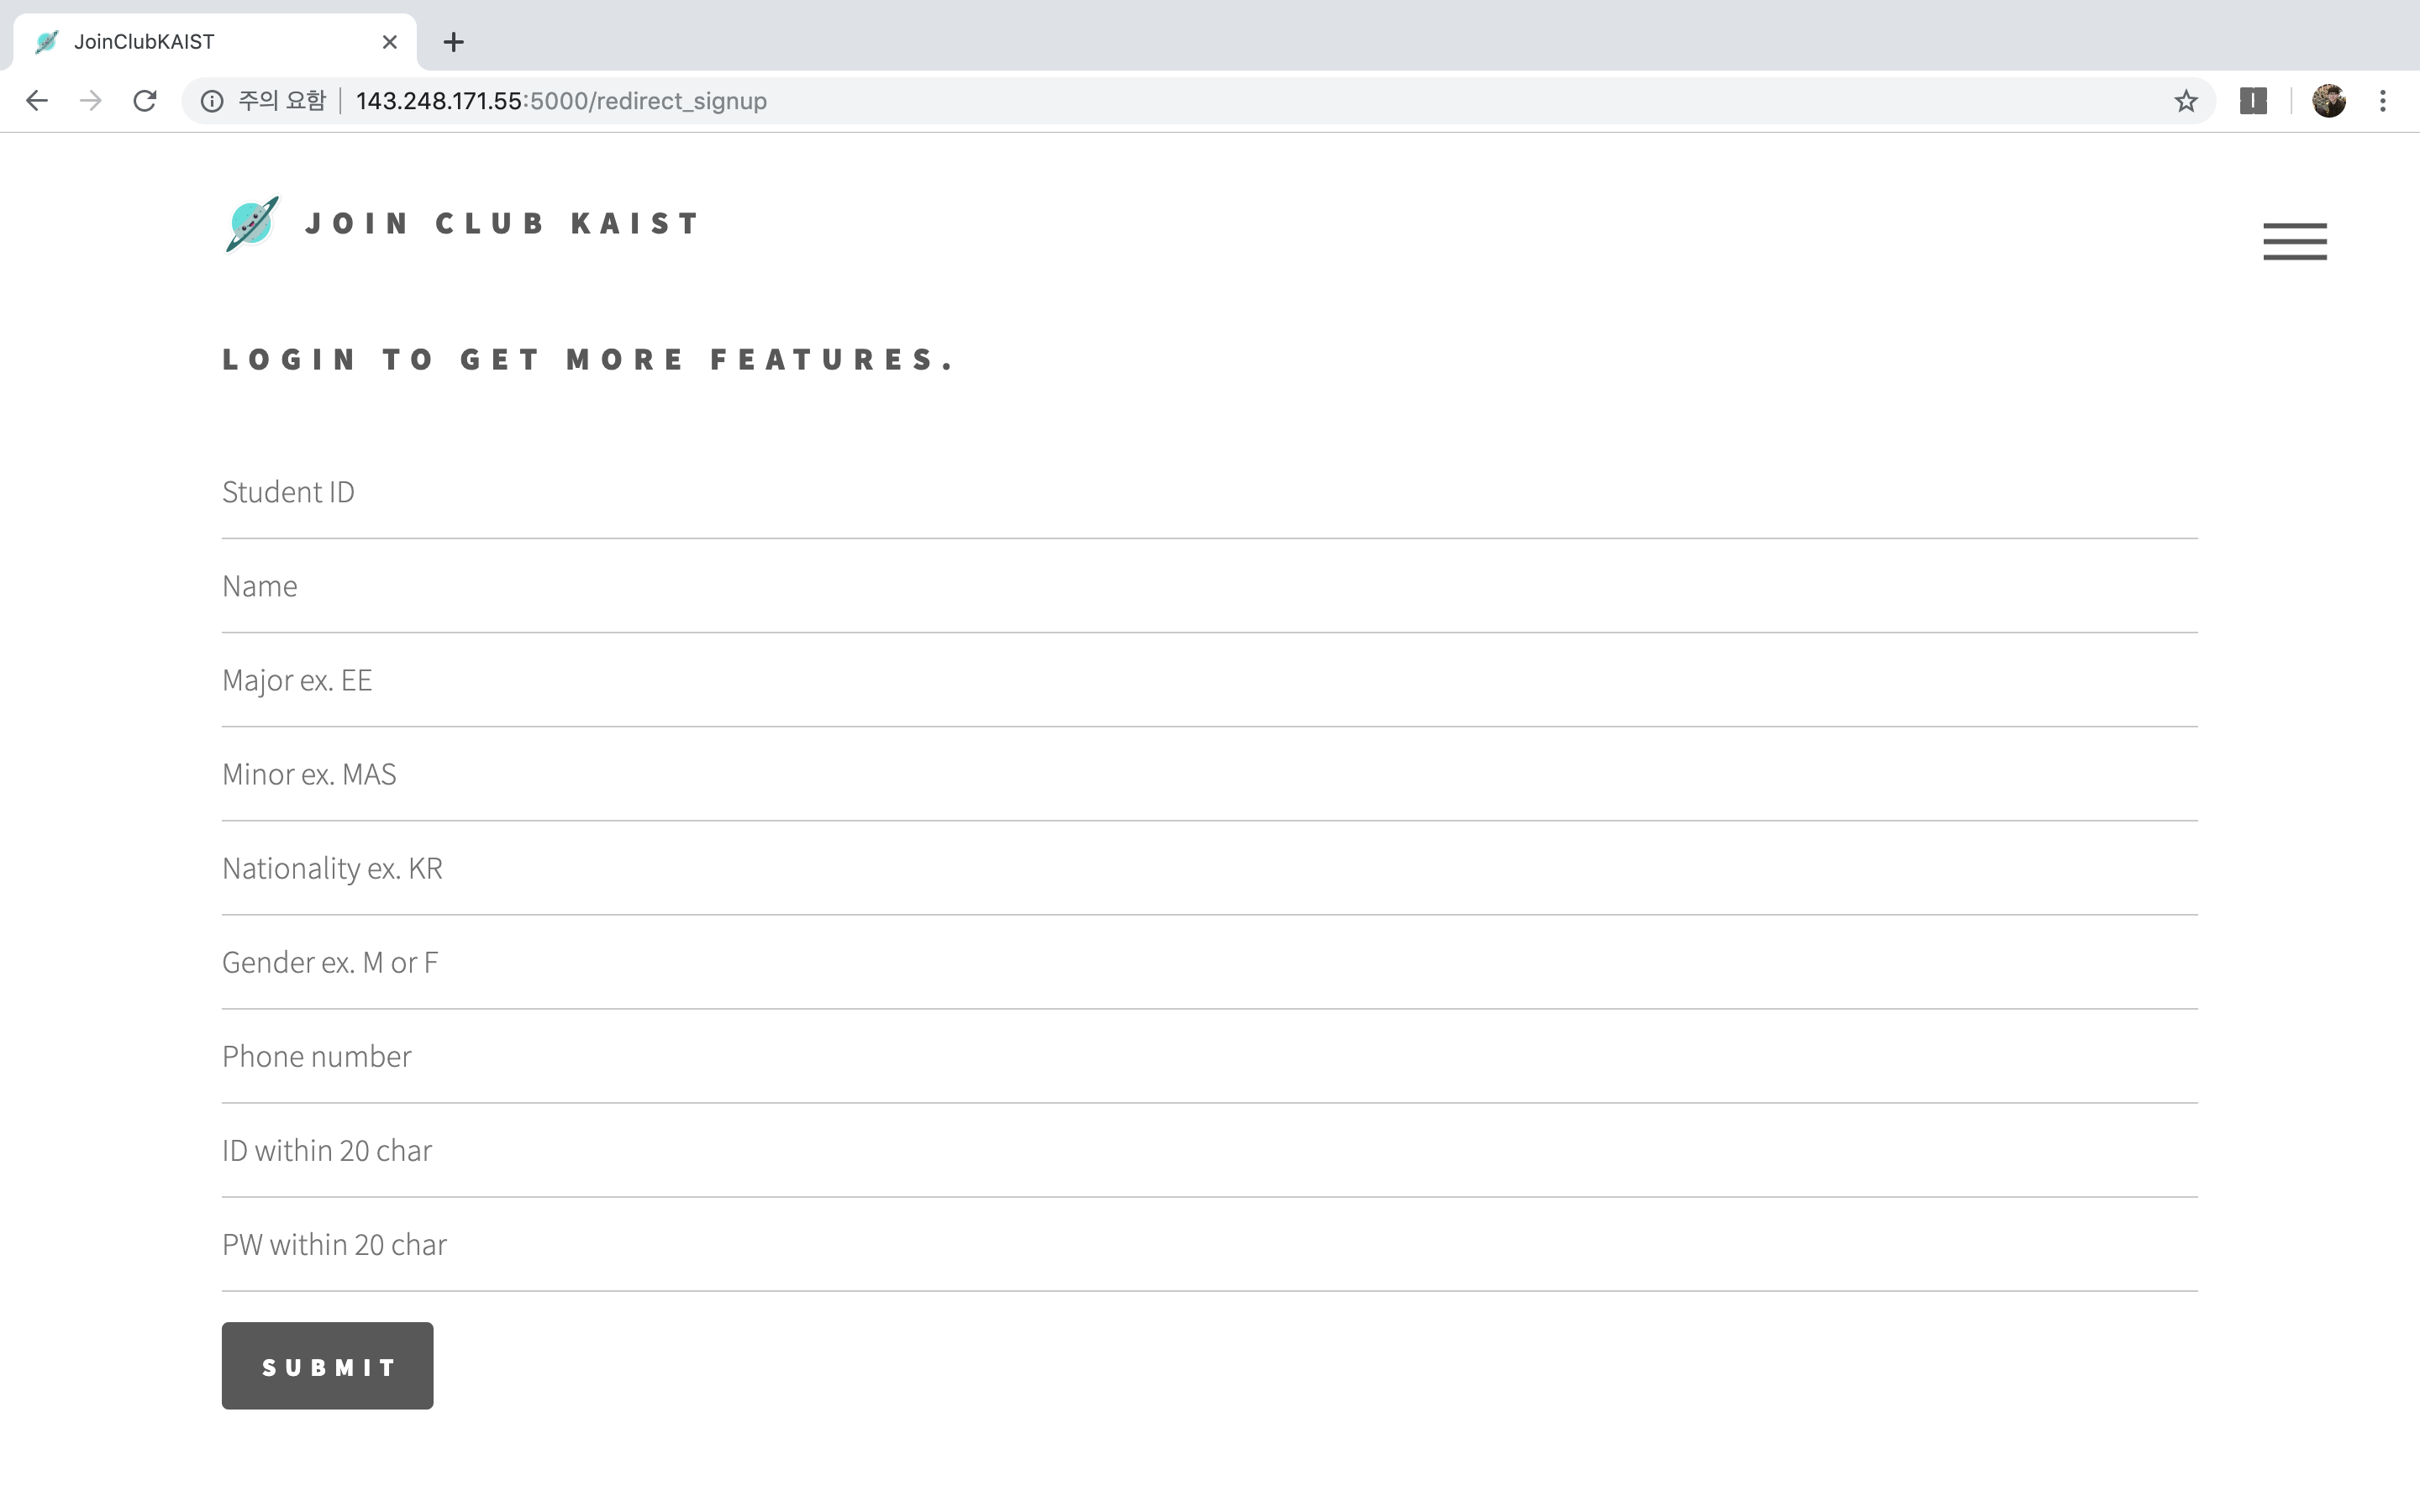 JoinClubKAIST
주의 요함 143.248.171.55:5000/redirect_signup
JOIN CLUB KAIST
LOGIN TO GET MORE FEATURES.
Student ID
Name
Major ex. EE
Minor ex. MAS
Nationality ex. KR
Gender ex. M or F
Phone number
ID within 20 char
PW within 20 char
SUBMIT